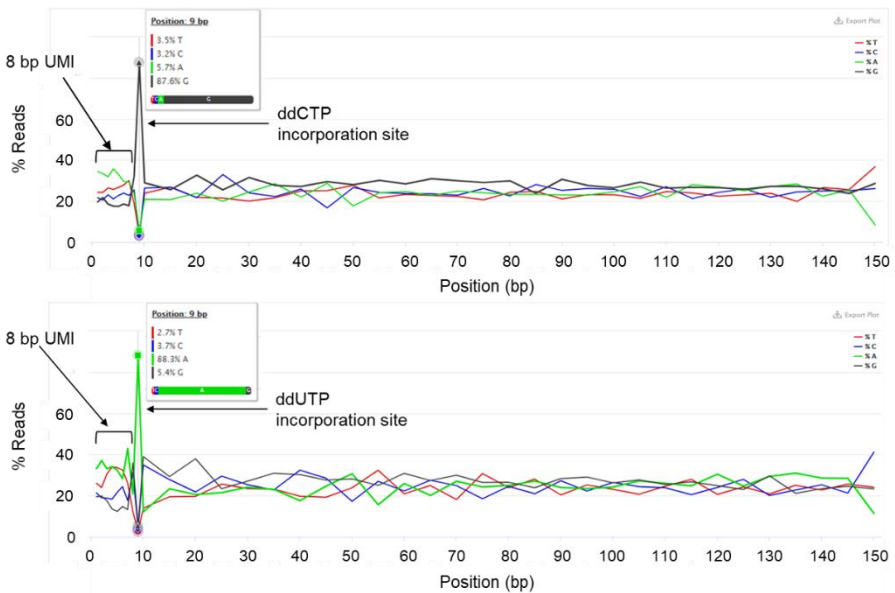 Export Plot
Position: 9 bp
3.5% T
3.2% C
5.7% A
87.6% G
T C A G
% T
% C
% A
% G
8 bp UMI
ddCTP
incorporation site
% Reads
60
40
20
0
0 10 20 30 40 50 60 70 80 90 100 110 120 130 140 150
Position (bp)
Export Plot
Position: 9 bp
2.7% T
3.7% C
88.3% A
5.4% G
T C A G
% T
% C
% A
% G
8 bp UMI
ddUTP
incorporation site
% Reads
60
40
20
0
0 10 20 30 40 50 60 70 80 90 100 110 120 130 140 150
Position (bp)